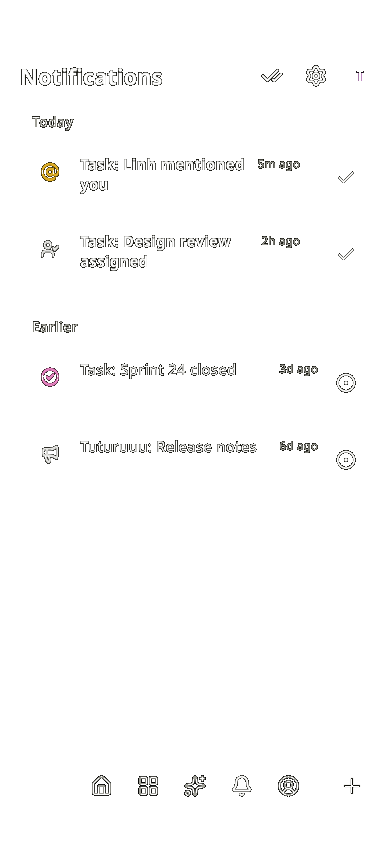 Notifications
T
Today
Task: Linh mentioned you
5m ago
Task: Design review assigned
2h ago
Earlier
Task: Sprint 24 closed
3d ago
Tuturuuu: Release notes
6d ago